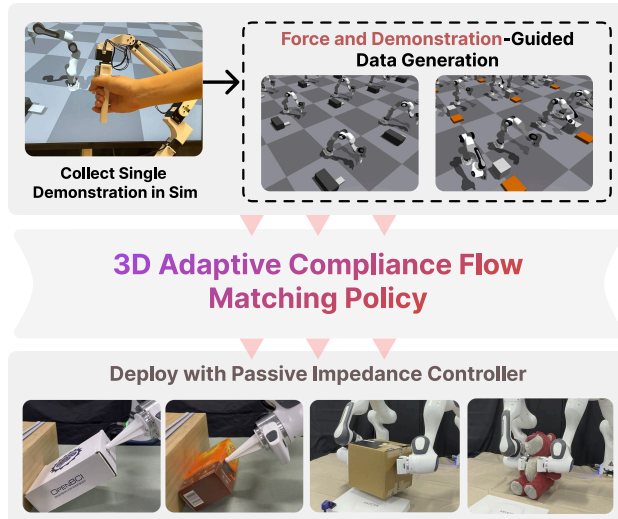 Force and Demonstration-Guided
Data Generation
Collect Single
Demonstration in Sim
3D Adaptive Compliance Flow
Matching Policy
Deploy with Passive Impedance Controller